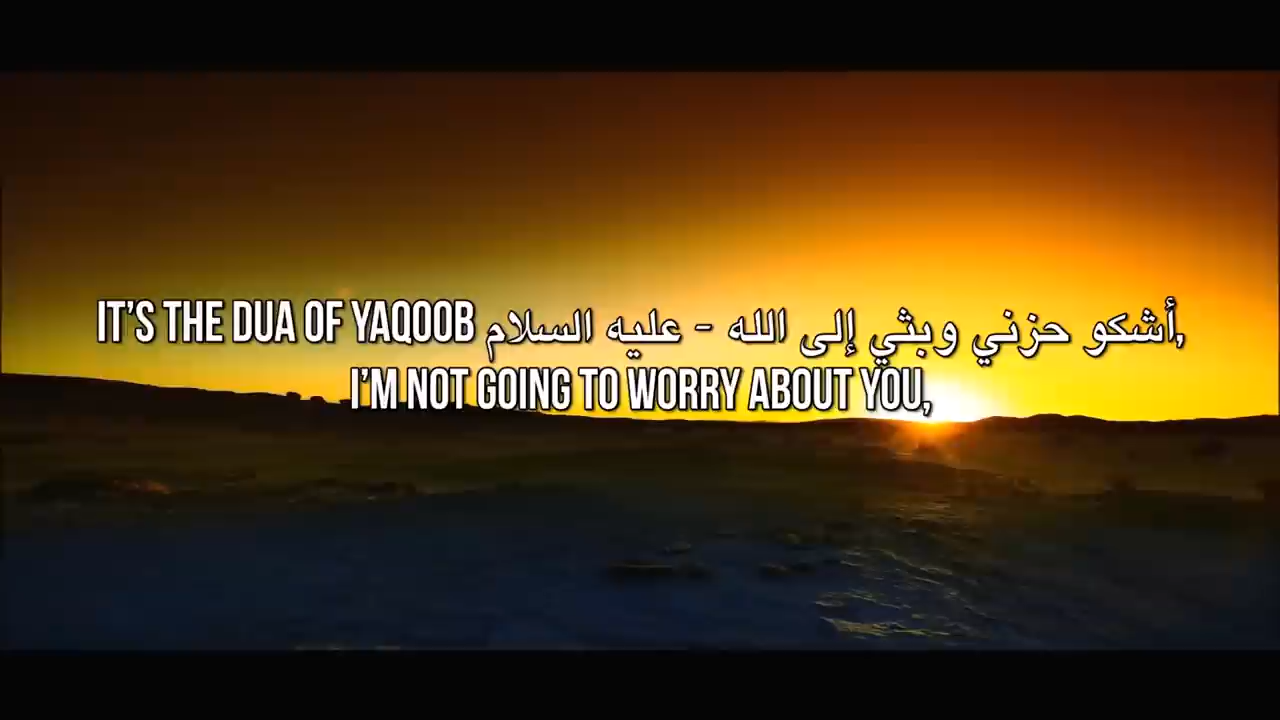 IT'S THE DUA OF YAQOOB أشكو حزني وبثي إلى الله - عليه السلام,
I'M NOT GOING TO WORRY ABOUT YOU,